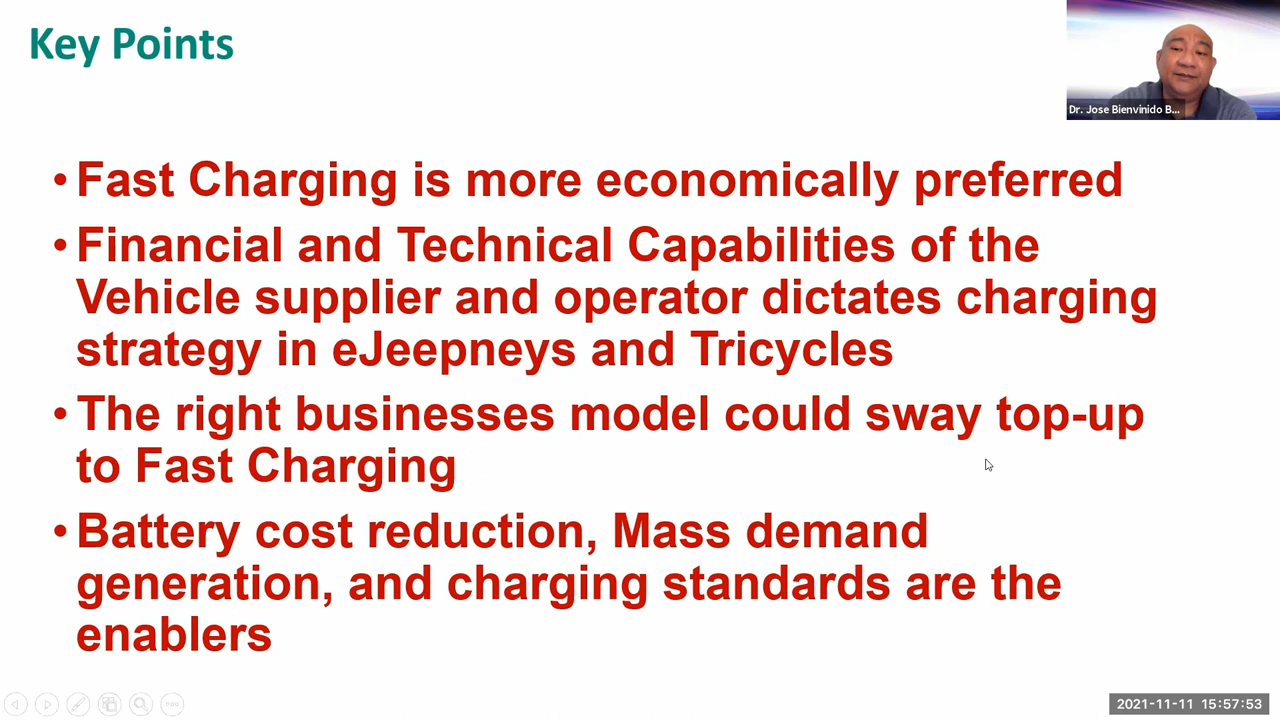 Key Points
Dr. Jose Bienvinido B...
• Fast Charging is more economically preferred
• Financial and Technical Capabilities of the
Vehicle supplier and operator dictates charging
strategy in eJeepneys and Tricycles
• The right businesses model could sway top-up
to Fast Charging
• Battery cost reduction, Mass demand
generation, and charging standards are the
enablers
2021-11-11 15:57:53